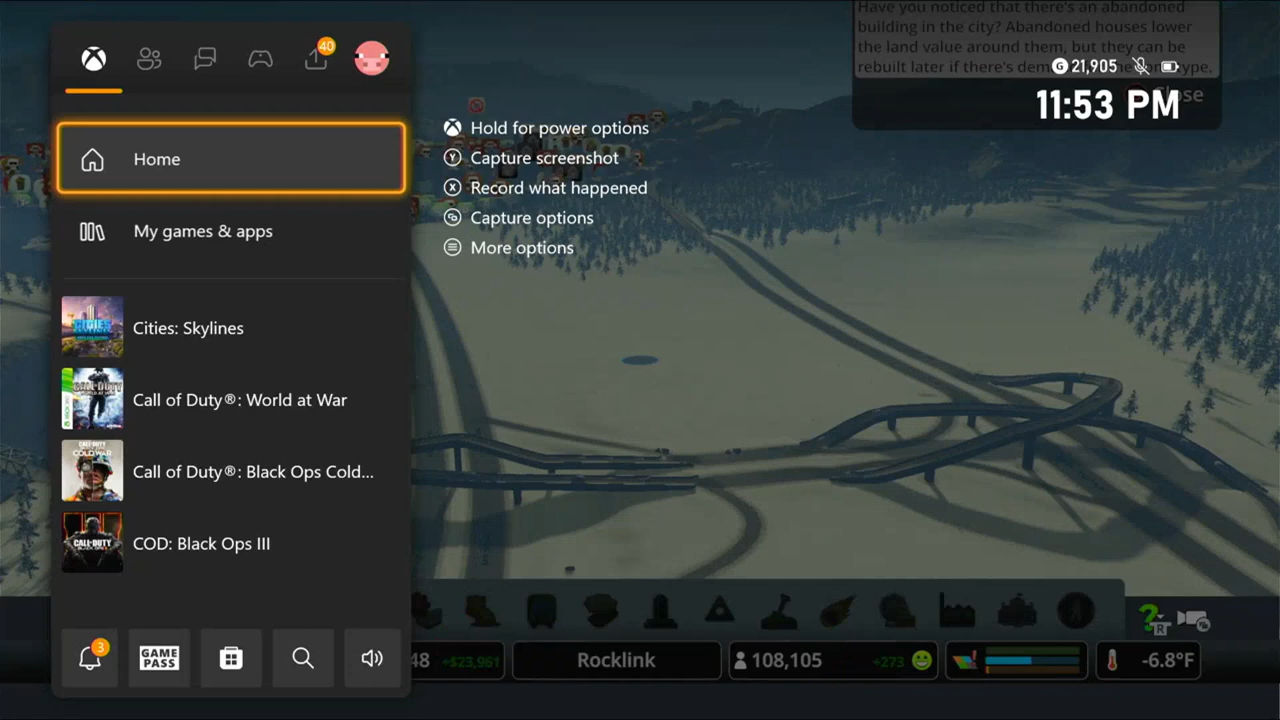 40
Home
My games & apps
Cities: Skylines
Call of Duty®: World at War
Call of Duty®: Black Ops Cold...
COD: Black Ops III
3
GAME
PASS
Hold for power options
Y Capture screenshot
X Record what happened
Capture options
More options
Have you noticed that there's an abandoned
building in the city? Abandoned houses lower
the land value around them, but they can be
rebuilt later if there's type.
G 21,905
11:53 PM
Close
48 +$23,961
Rocklink
108,105 +273
-6.8°F
R